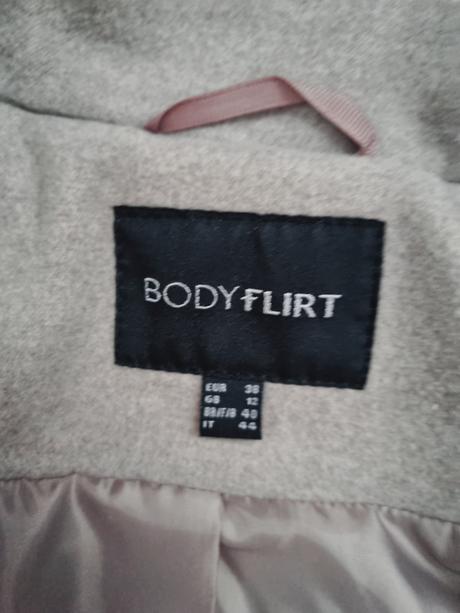 BODYFLIRT
EUR 38
GB 12
BR/F/B 40
IT 44